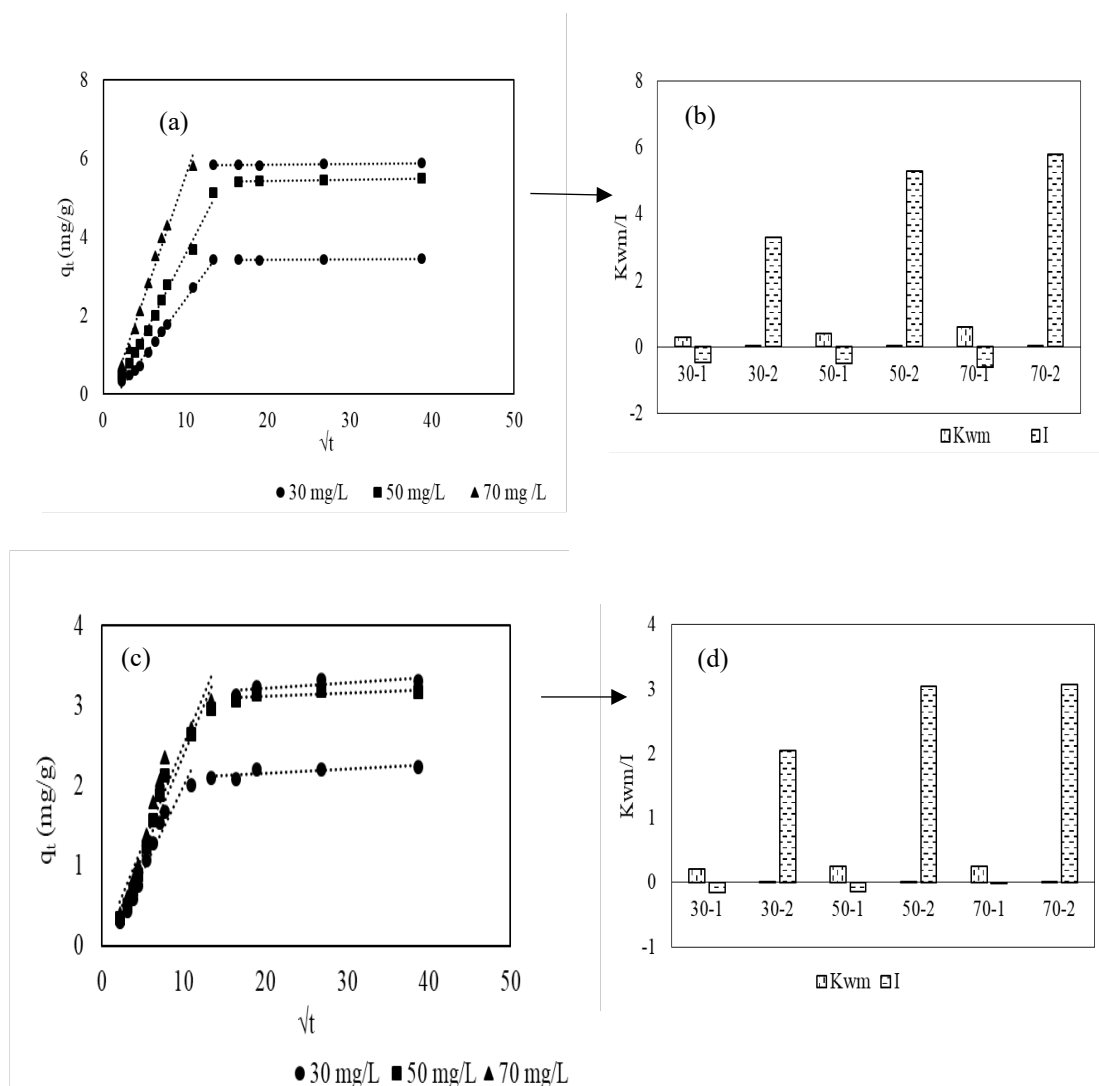 (a)
qt (mg/g)
8
6
4
2
0
0 10 20 30 40 50
√t
30 mg/L 50 mg/L 70 mg /L
(b)
Kwm/I
8
6
4
2
0
-2
30-1 30-2 50-1 50-2 70-1 70-2
Kwm I
(c)
qt (mg/g)
4
3
2
1
0
0 10 20 30 40 50
√t
30 mg/L 50 mg/L 70 mg/L
(d)
Kwm/I
4
3
2
1
0
-1
30-1 30-2 50-1 50-2 70-1 70-2
Kwm I